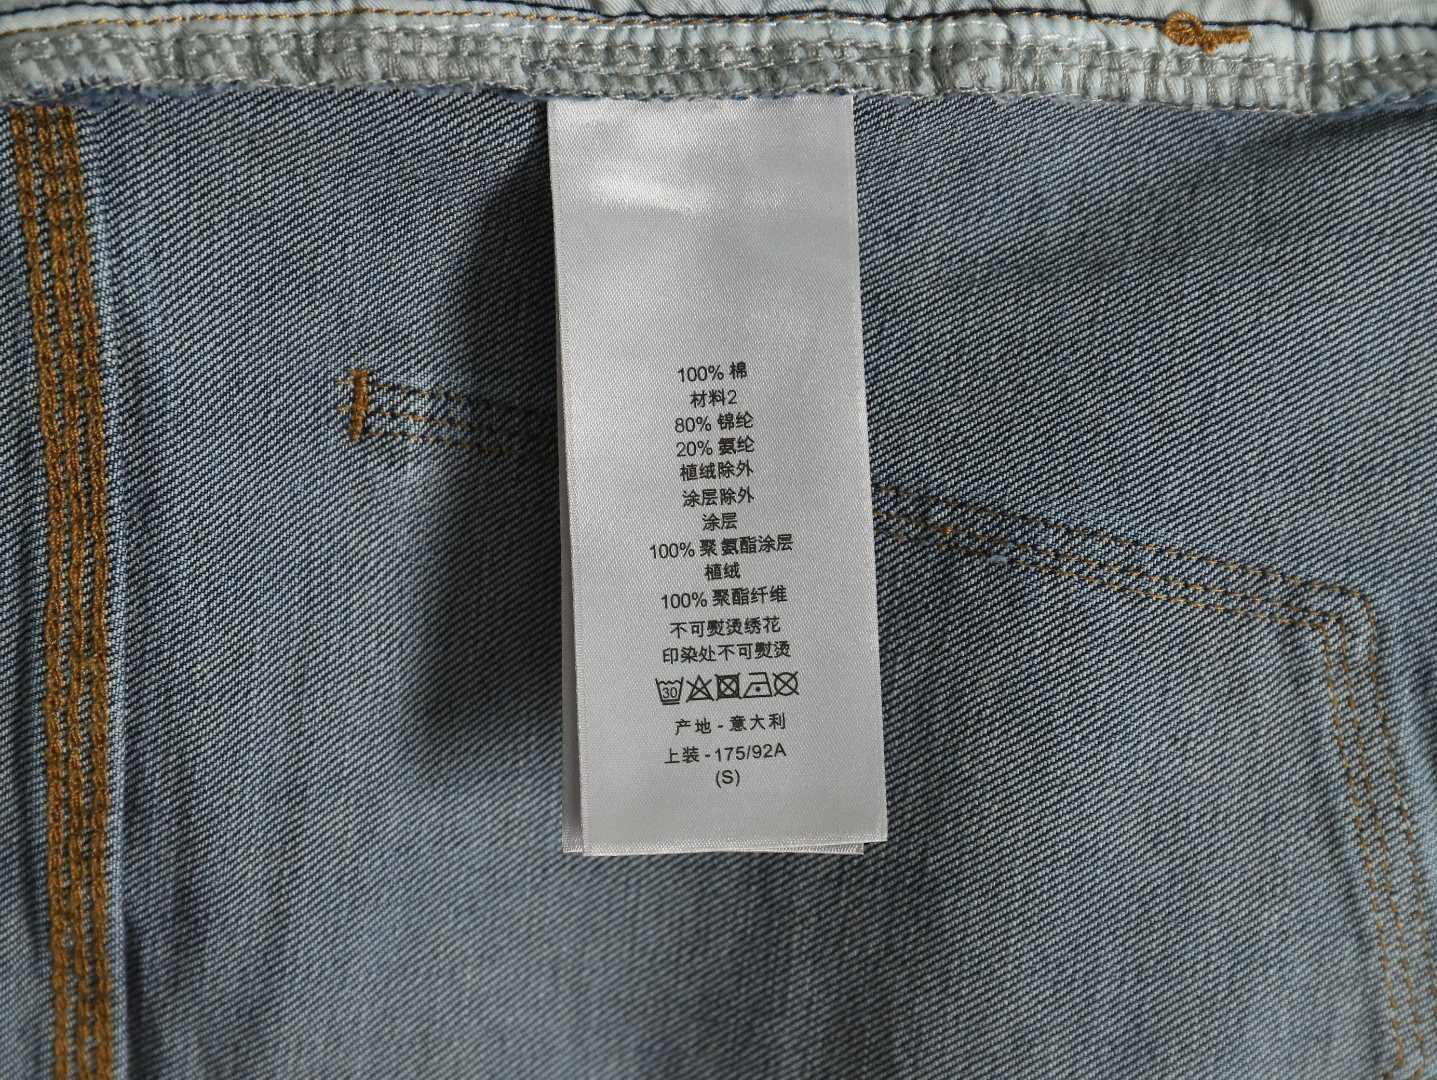 100% 棉
材料2
80% 锦纶
20% 氨纶
植绒除外
涂层除外
涂层
100% 聚氨酯涂层
植绒
100% 聚酯纤维
不可熨烫绣花
印染处不可熨烫
30
产地 - 意大利
上装 - 175/92A
(S)